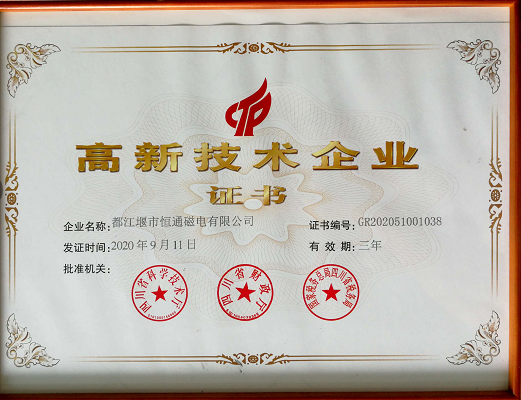 高新技术企业
证书
企业名称：都江堰市恒通磁电有限公司 证书编号：GR202051001038
发证时间：2020年9月11日 有效期：三年
批准机关：
四川省科学技术厅 四川省财政厅 国家税务总局四川省税务局